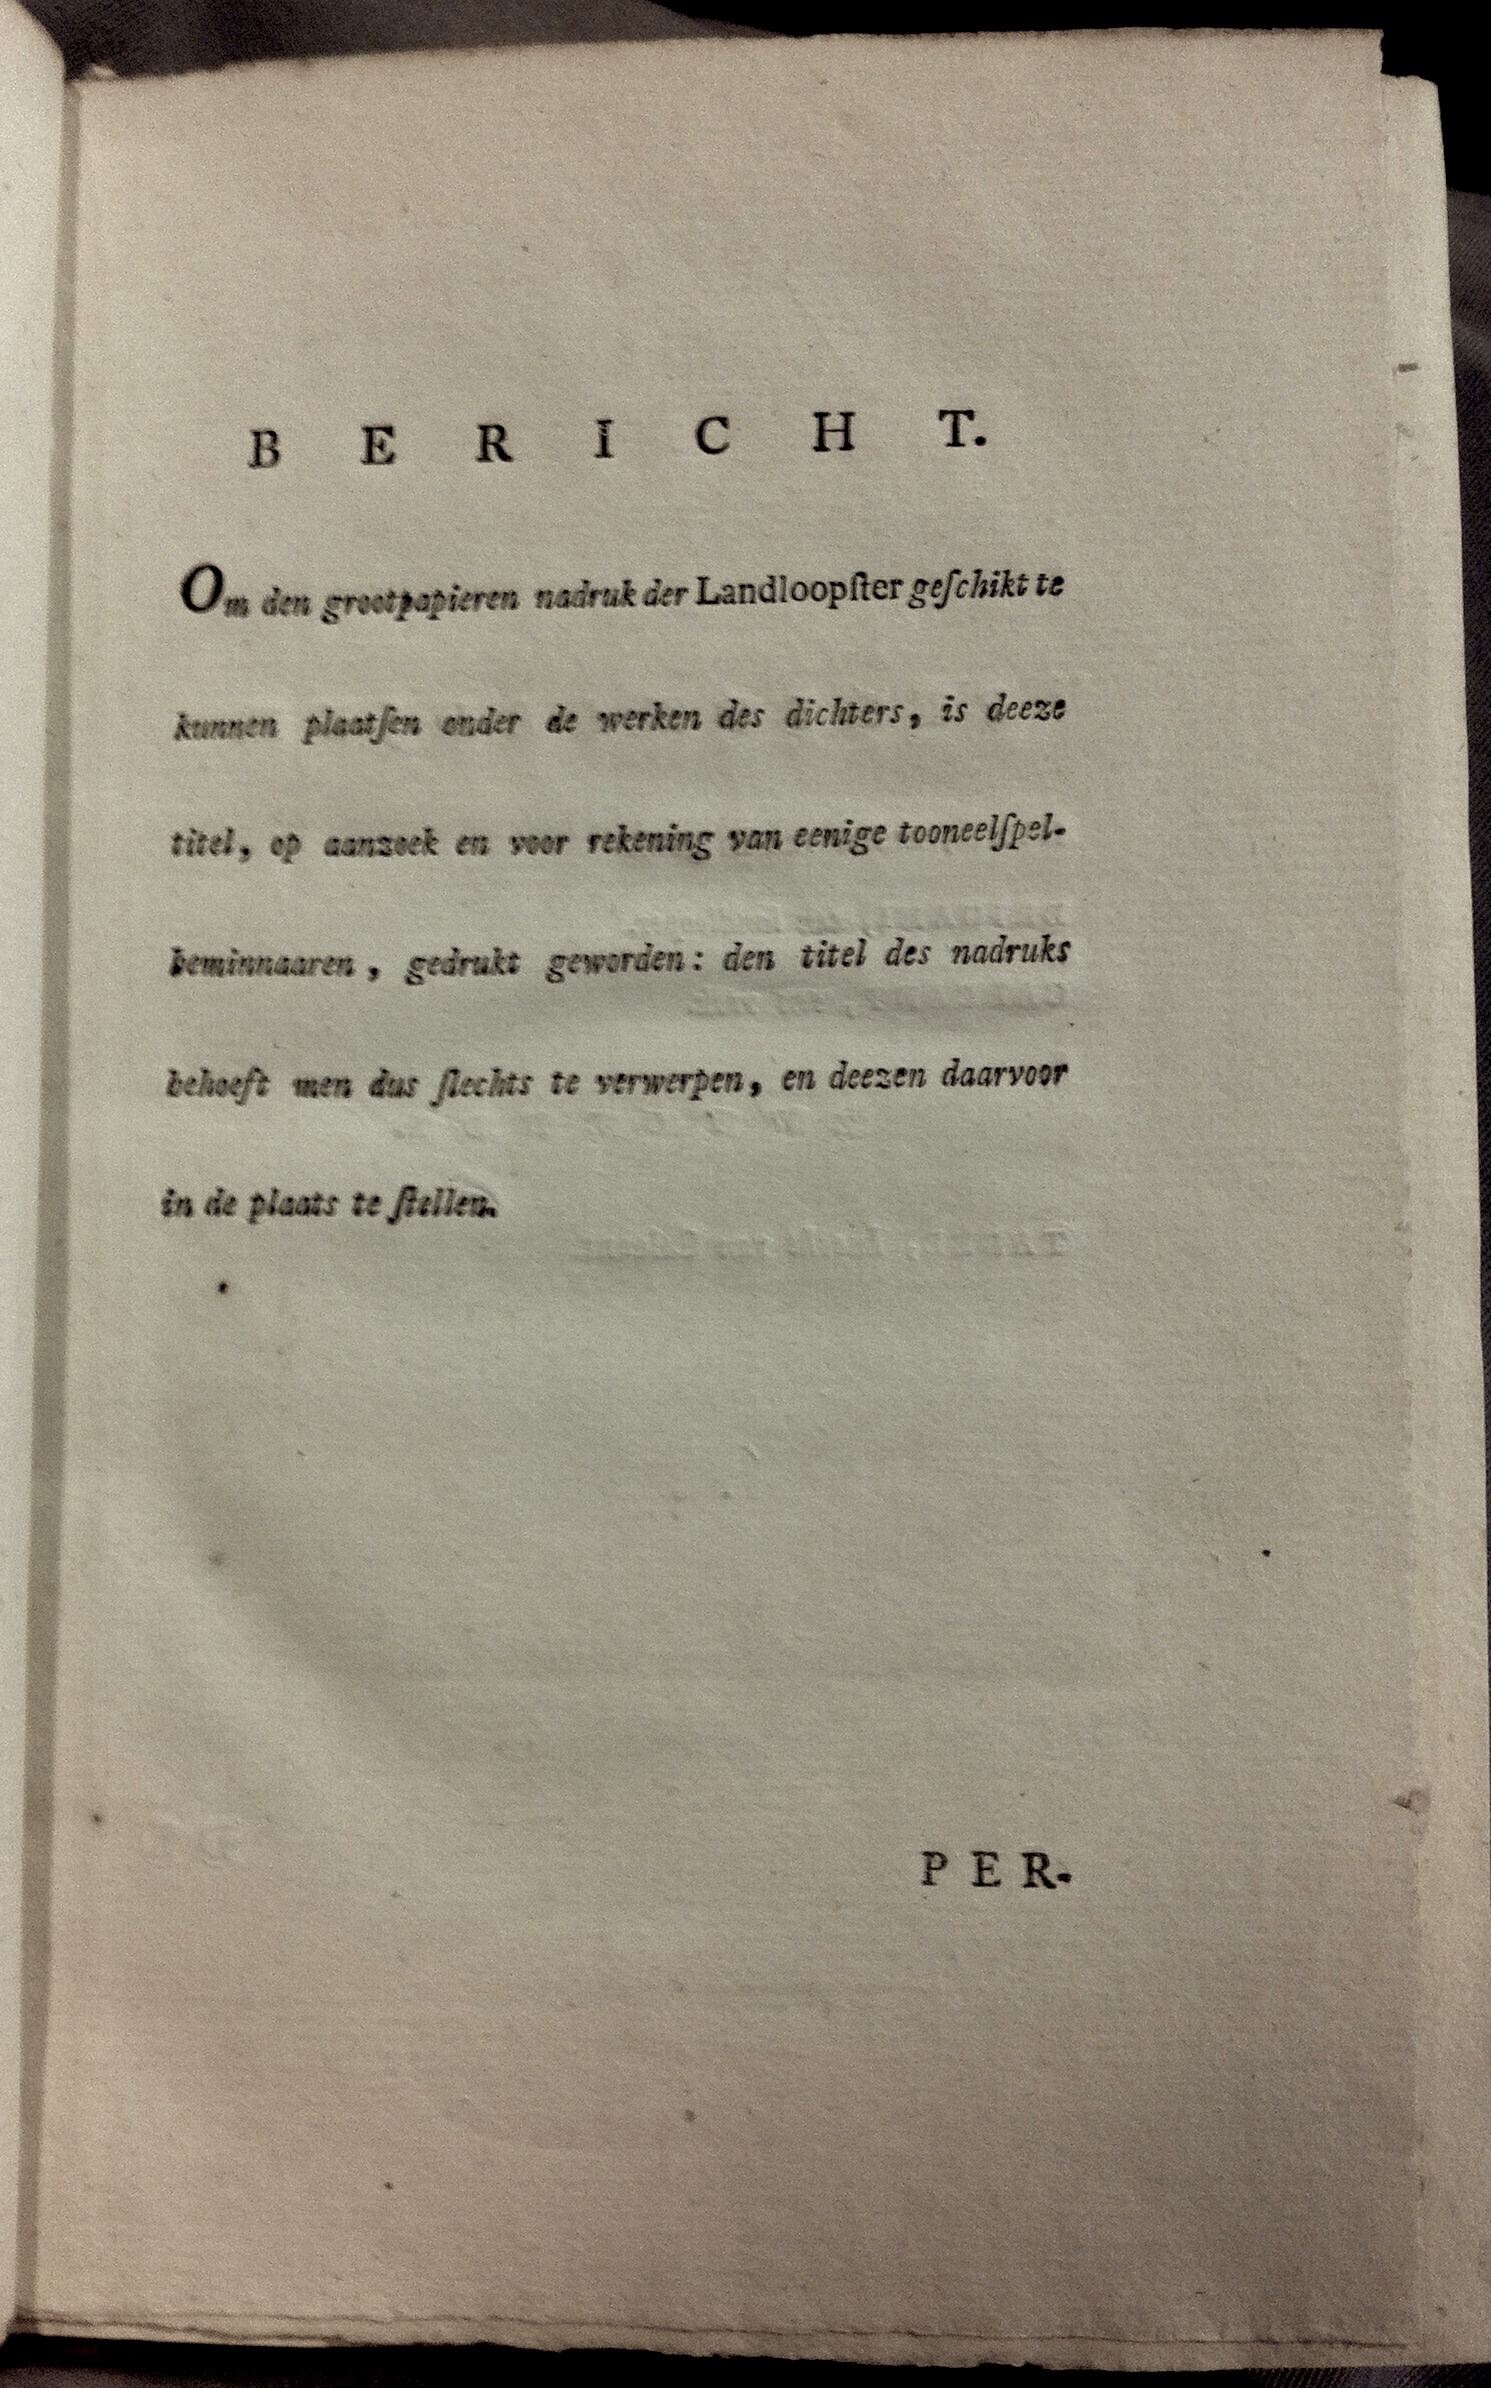 BERICHT.
Om den grootpapieren nadruk der Landloopſter geſchikt te
kunnen plaatſen onder de werken des dichters, is deeze
titel, op aanzoek en voor rekening van eenige tooneelſpel-
beminnaaren, gedrukt geworden: den titel des nadruks
behoeft men dus ſlechts te verwerpen, en deezen daarvoor
in de plaats te ſtellen.
PER-